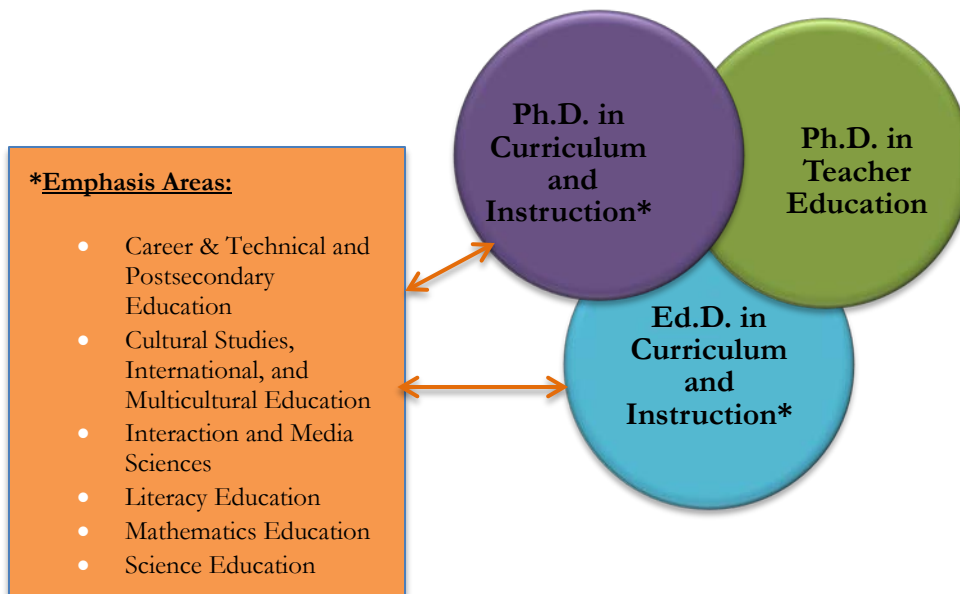 Ph.D. in
Curriculum
and
Instruction*
Ph.D. in
Teacher
Education
Ed.D. in
Curriculum
and
Instruction*
*Emphasis Areas:
• Career & Technical and
Postsecondary
Education
• Cultural Studies,
International, and
Multicultural Education
• Interaction and Media
Sciences
• Literacy Education
• Mathematics Education
• Science Education